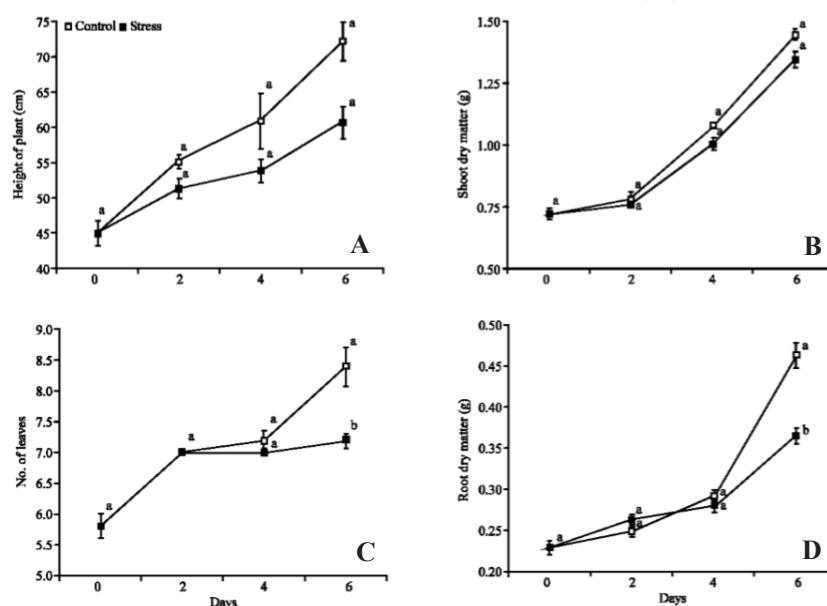 Control Stress
Height of plant (cm)
75
70
65
60
55
50
45
40
a
a
a
a
a
a
a
0
2
4
6
A
Shoot dry matter (g)
1.50
1.25
1.00
0.75
0.50
a
a
a
a
a
a
a
0
2
4
6
B
No. of leaves
9.0
8.5
8.0
7.5
7.0
6.5
6.0
5.5
5.0
a
a
a
a
a
b
0
2
4
6
Days
C
Root dry matter (g)
0.50
0.45
0.40
0.35
0.30
0.25
0.20
a
a
a
a
a
a
b
0
2
4
6
Days
D